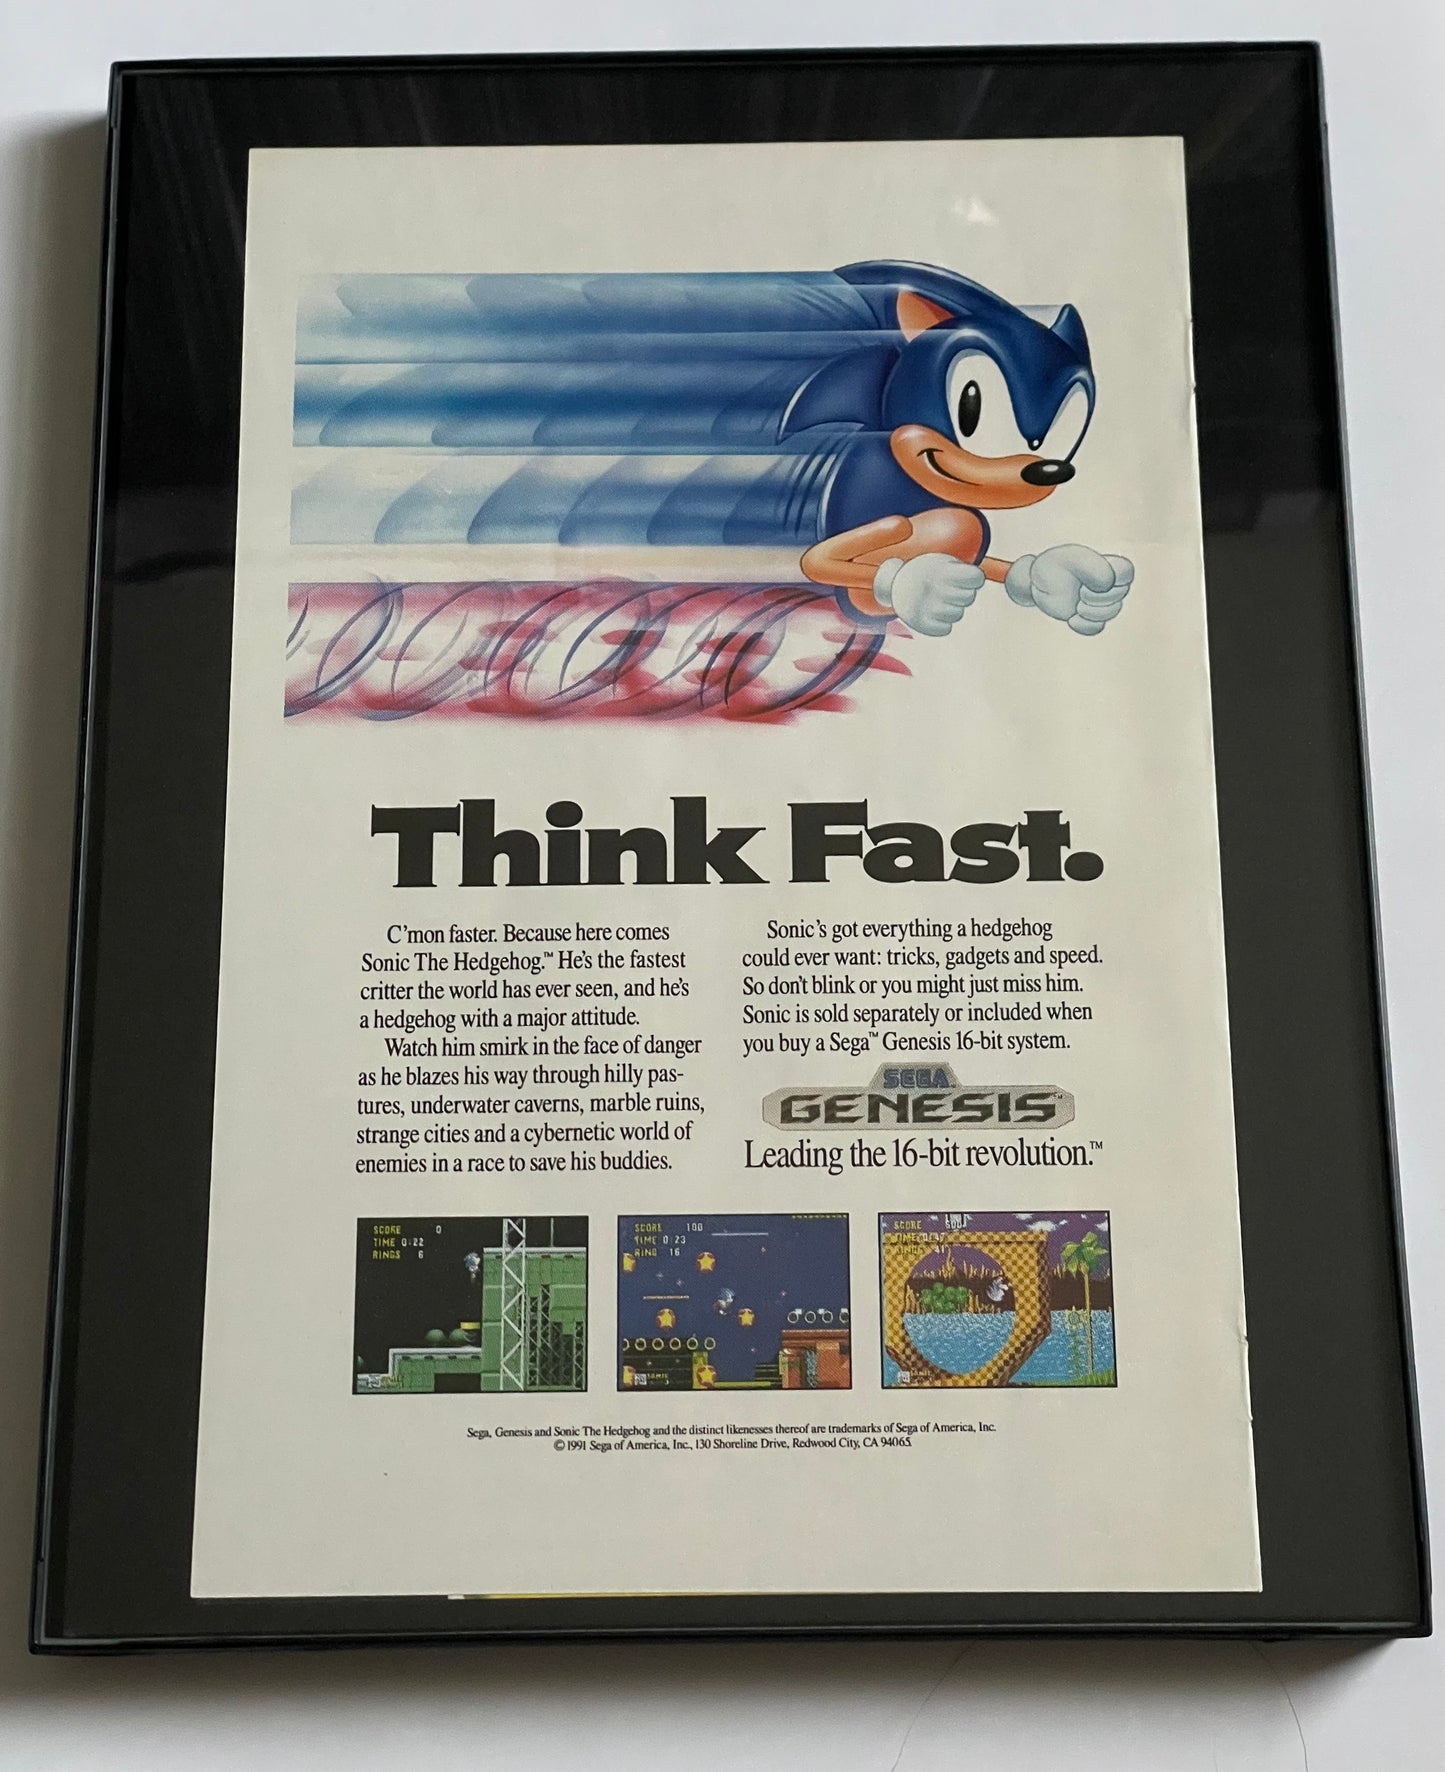 Think Fast.
C'mon faster. Because here comes
Sonic The Hedgehog.™ He's the fastest
critter the world has ever seen, and he's
a hedgehog with a major attitude.
Watch him smirk in the face of danger
as he blazes his way through hilly pas-
tures, underwater caverns, marble ruins,
strange cities and a cybernetic world of
enemies in a race to save his buddies.
Sonic's got everything a hedgehog
could ever want: tricks, gadgets and speed.
So don't blink or you might just miss him.
Sonic is sold separately or included when
you buy a Sega™ Genesis 16-bit system.
SEGA
GENESIS™
Leading the 16-bit revolution.™
SCORE 0
TIME 0:22
RINGS 6
SCORE 100
TIME 0:23
RING 16
SONIC
SCORE
Sega, Genesis and Sonic The Hedgehog and the distinct likenesses thereof are trademarks of Sega of America, Inc.
© 1991 Sega of America, Inc., 130 Shoreline Drive, Redwood City, CA 94065.